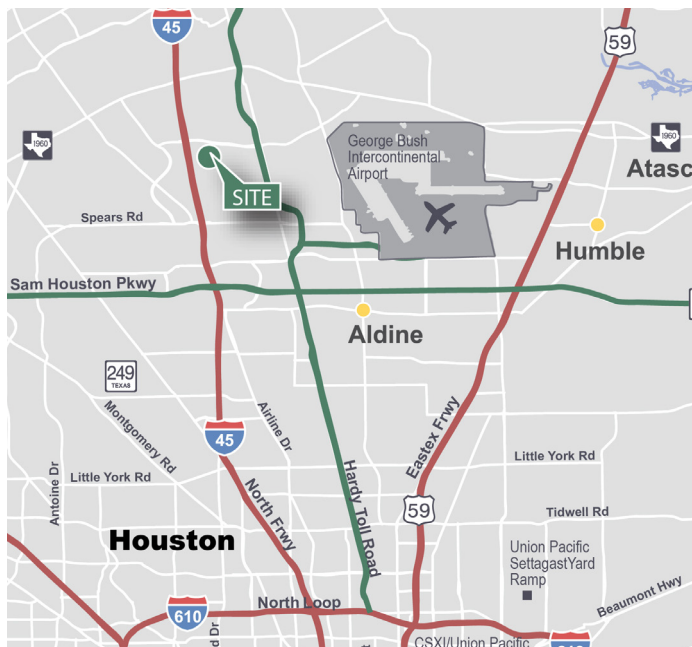 45
59
1960
1960
George Bush
Intercontinental
Airport
Atasc
SITE
Spears Rd
Humble
Sam Houston Pkwy
Aldine
249
TEXAS
Montgomery Rd
Airline Dr
45
Eastex Frwy
Little York Rd
Little York Rd
Antoine Dr
North Frwy
Hardy Toll Road
59
Tidwell Rd
Houston
Union Pacific
SettagastYard
Ramp
Beaumont Hwy
610
North Loop
d Dr
CSXI/Union Pacific